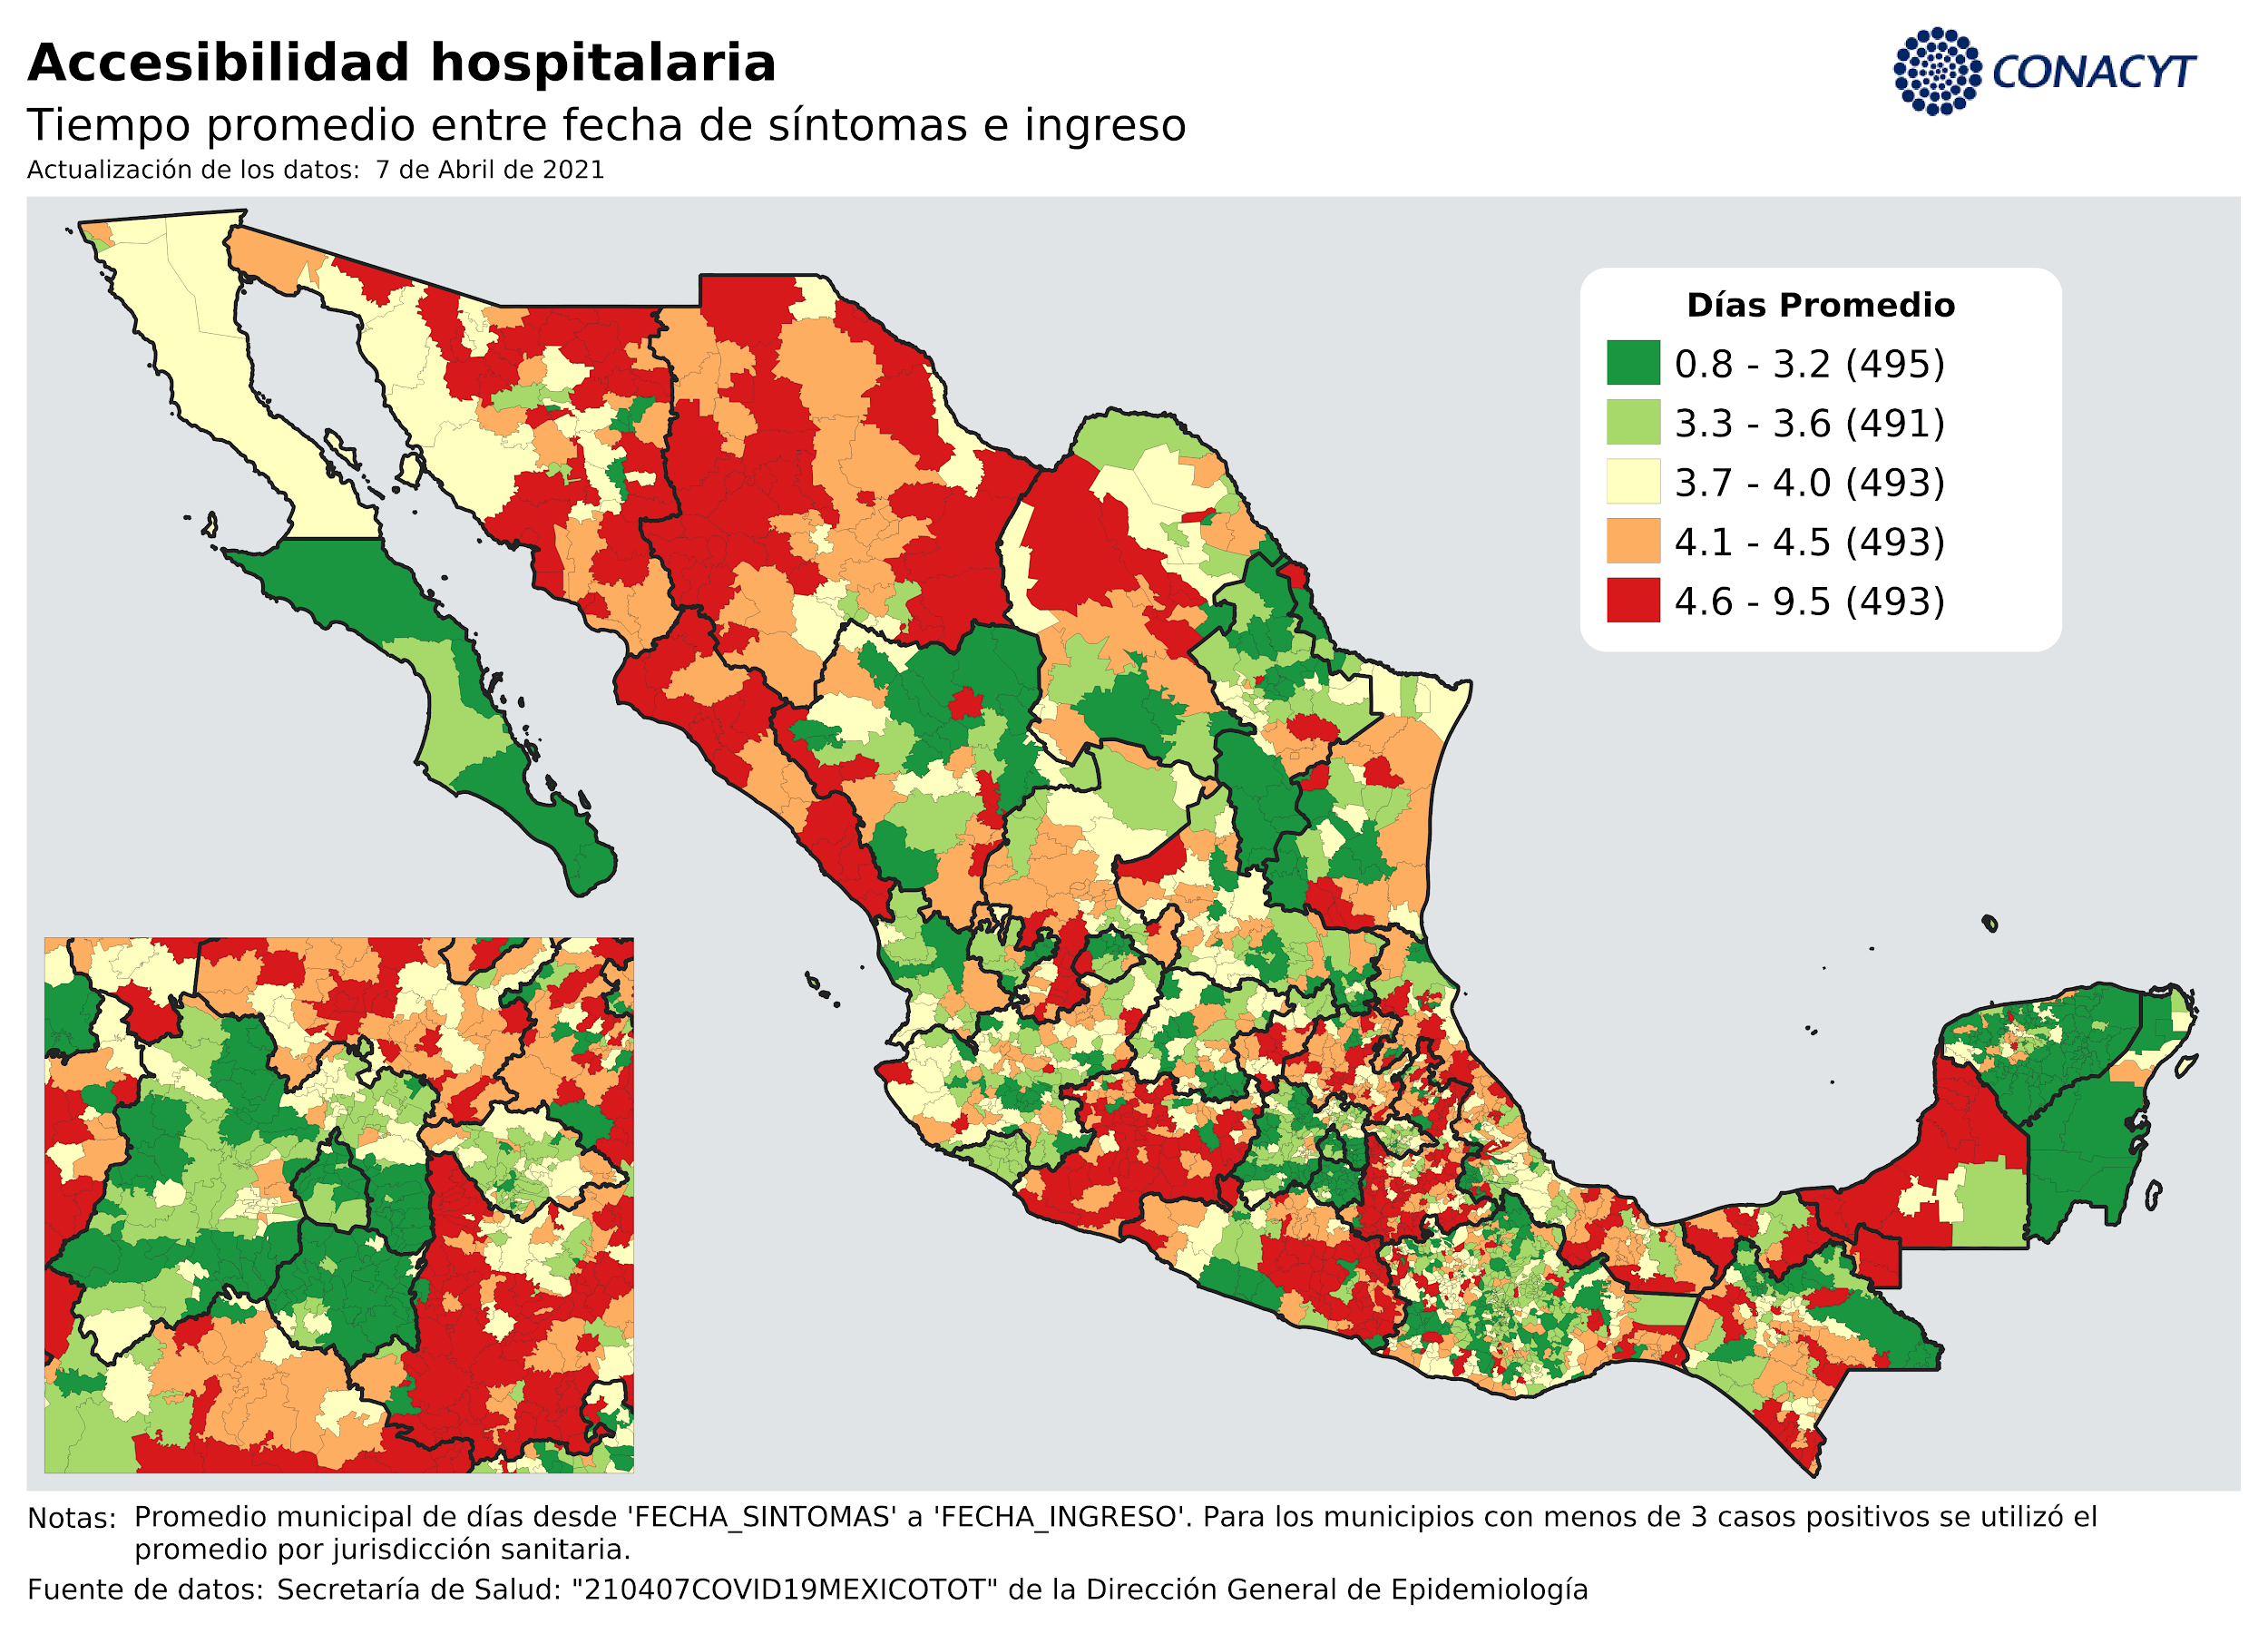 Accesibilidad hospitalaria
Tiempo promedio entre fecha de síntomas e ingreso
Actualización de los datos: 7 de Abril de 2021
CONACYT
Días Promedio
0.8 - 3.2 (495)
3.3 - 3.6 (491)
3.7 - 4.0 (493)
4.1 - 4.5 (493)
4.6 - 9.5 (493)
Notas: Promedio municipal de días desde 'FECHA_SINTOMAS' a 'FECHA_INGRESO'. Para los municipios con menos de 3 casos positivos se utilizó el
promedio por jurisdicción sanitaria.
Fuente de datos: Secretaría de Salud: "210407COVID19MEXICOTOT" de la Dirección General de Epidemiología